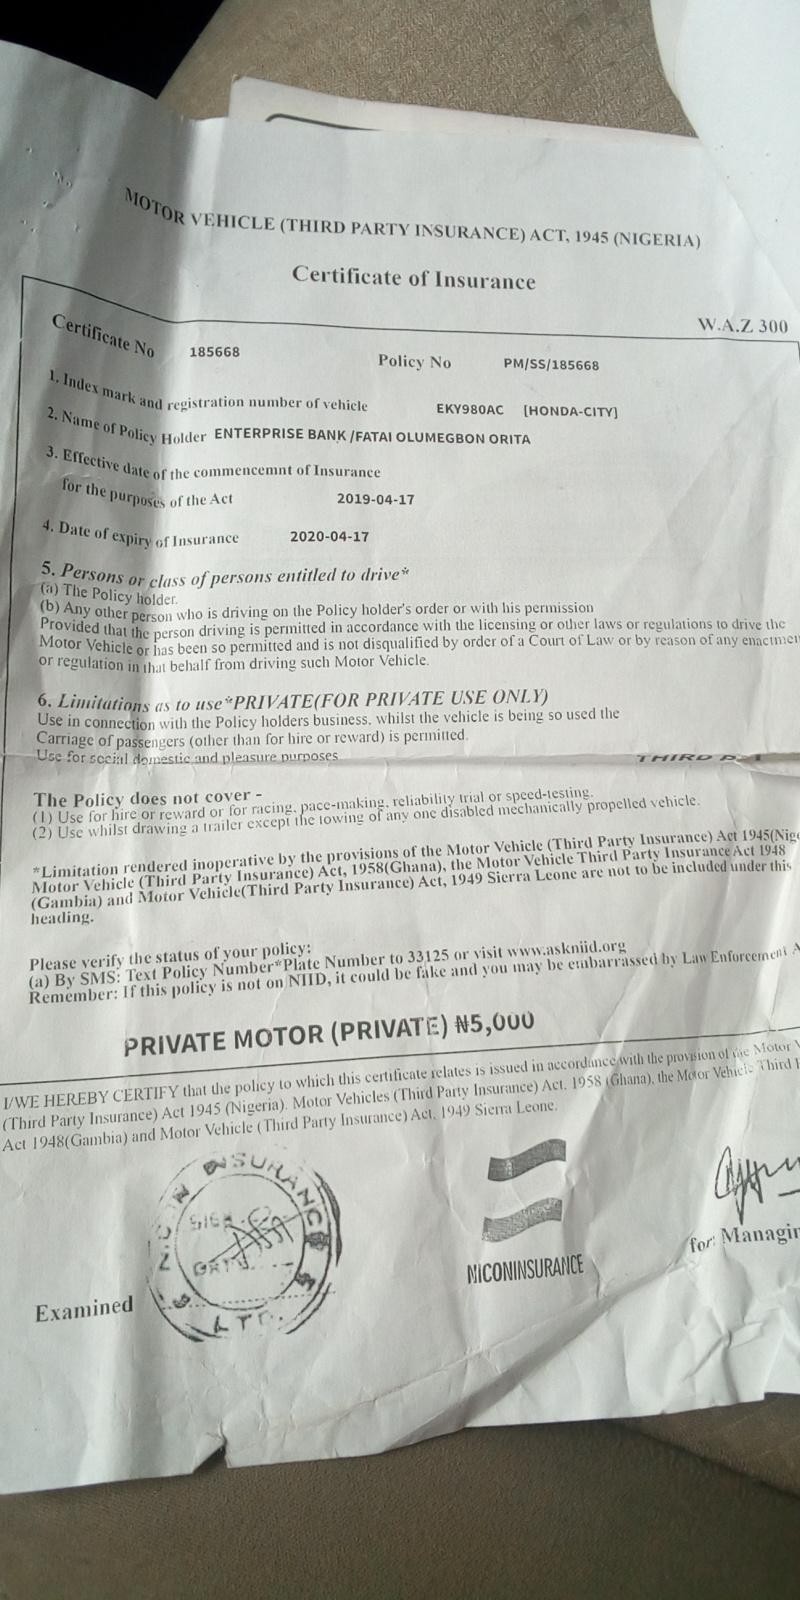 MOTOR VEHICLE (THIRD PARTY INSURANCE) ACT, 1945 (NIGERIA)
Certificate of Insurance
W.A.Z 300
Certificate No 185668 Policy No PM/SS/185668
1. Index mark and registration number of vehicle EKY980AC [HONDA-CITY]
2. Name of Policy Holder ENTERPRISE BANK /FATAI OLUMEGBON ORITA
3. Effective date of the commencemnt of Insurance
for the purposes of the Act 2019-04-17
4. Date of expiry of Insurance 2020-04-17
5. Persons or class of persons entitled to drive*
(a) The Policy holder.
(b) Any other person who is driving on the Policy holder's order or with his permission
Provided that the person driving is permitted in accordance with the licensing or other laws or regulations to drive the
Motor Vehicle or has been so permitted and is not disqualified by order of a Court of Law or by reason of any enactmen
or regulation in that behalf from driving such Motor Vehicle.
6. Limitations as to use*PRIVATE(FOR PRIVATE USE ONLY)
Use in connection with the Policy holders business, whilst the vehicle is being so used the
Carriage of passengers (other than for hire or reward) is permitted.
Use for social domestic and pleasure purposes
THIRD
The Policy does not cover -
(1) Use for hire or reward or for racing, pace-making, reliability trial or speed-testing.
(2) Use whilst drawing a trailer except the towing of any one disabled mechanically propelled vehicle.
*Limitation rendered inoperative by the provisions of the Motor Vehicle (Third Party Insurance) Act 1945(Nige
Motor Vehicle (Third Party Insurance) Act, 1958(Ghana), the Motor Vehicle Third Party Insurance Act 1948
(Gambia) and Motor Vehicle(Third Party Insurance) Act, 1949 Sierra Leone are not to be included under this
heading.
Please verify the status of your policy:
(a) By SMS: Text Policy Number*Plate Number to 33125 or visit www.askniid.org
Remember: If this policy is not on NIID, it could be fake and you may be embarrassed by Law Enforcement A
PRIVATE MOTOR (PRIVATE) ₦5,000
I/WE HEREBY CERTIFY that the policy to which this certificate relates is issued in accordance with the provision of the Motor V
(Third Party Insurance) Act 1945 (Nigeria). Motor Vehicles (Third Party Insurance) Act. 1958 (Ghana), the Motor Vehicle Third P
Act 1948(Gambia) and Motor Vehicle (Third Party Insurance) Act, 1949 Sierra Leone.
INSURANCE
LTD.
NICONINSURANCE
for: Managin
Examined